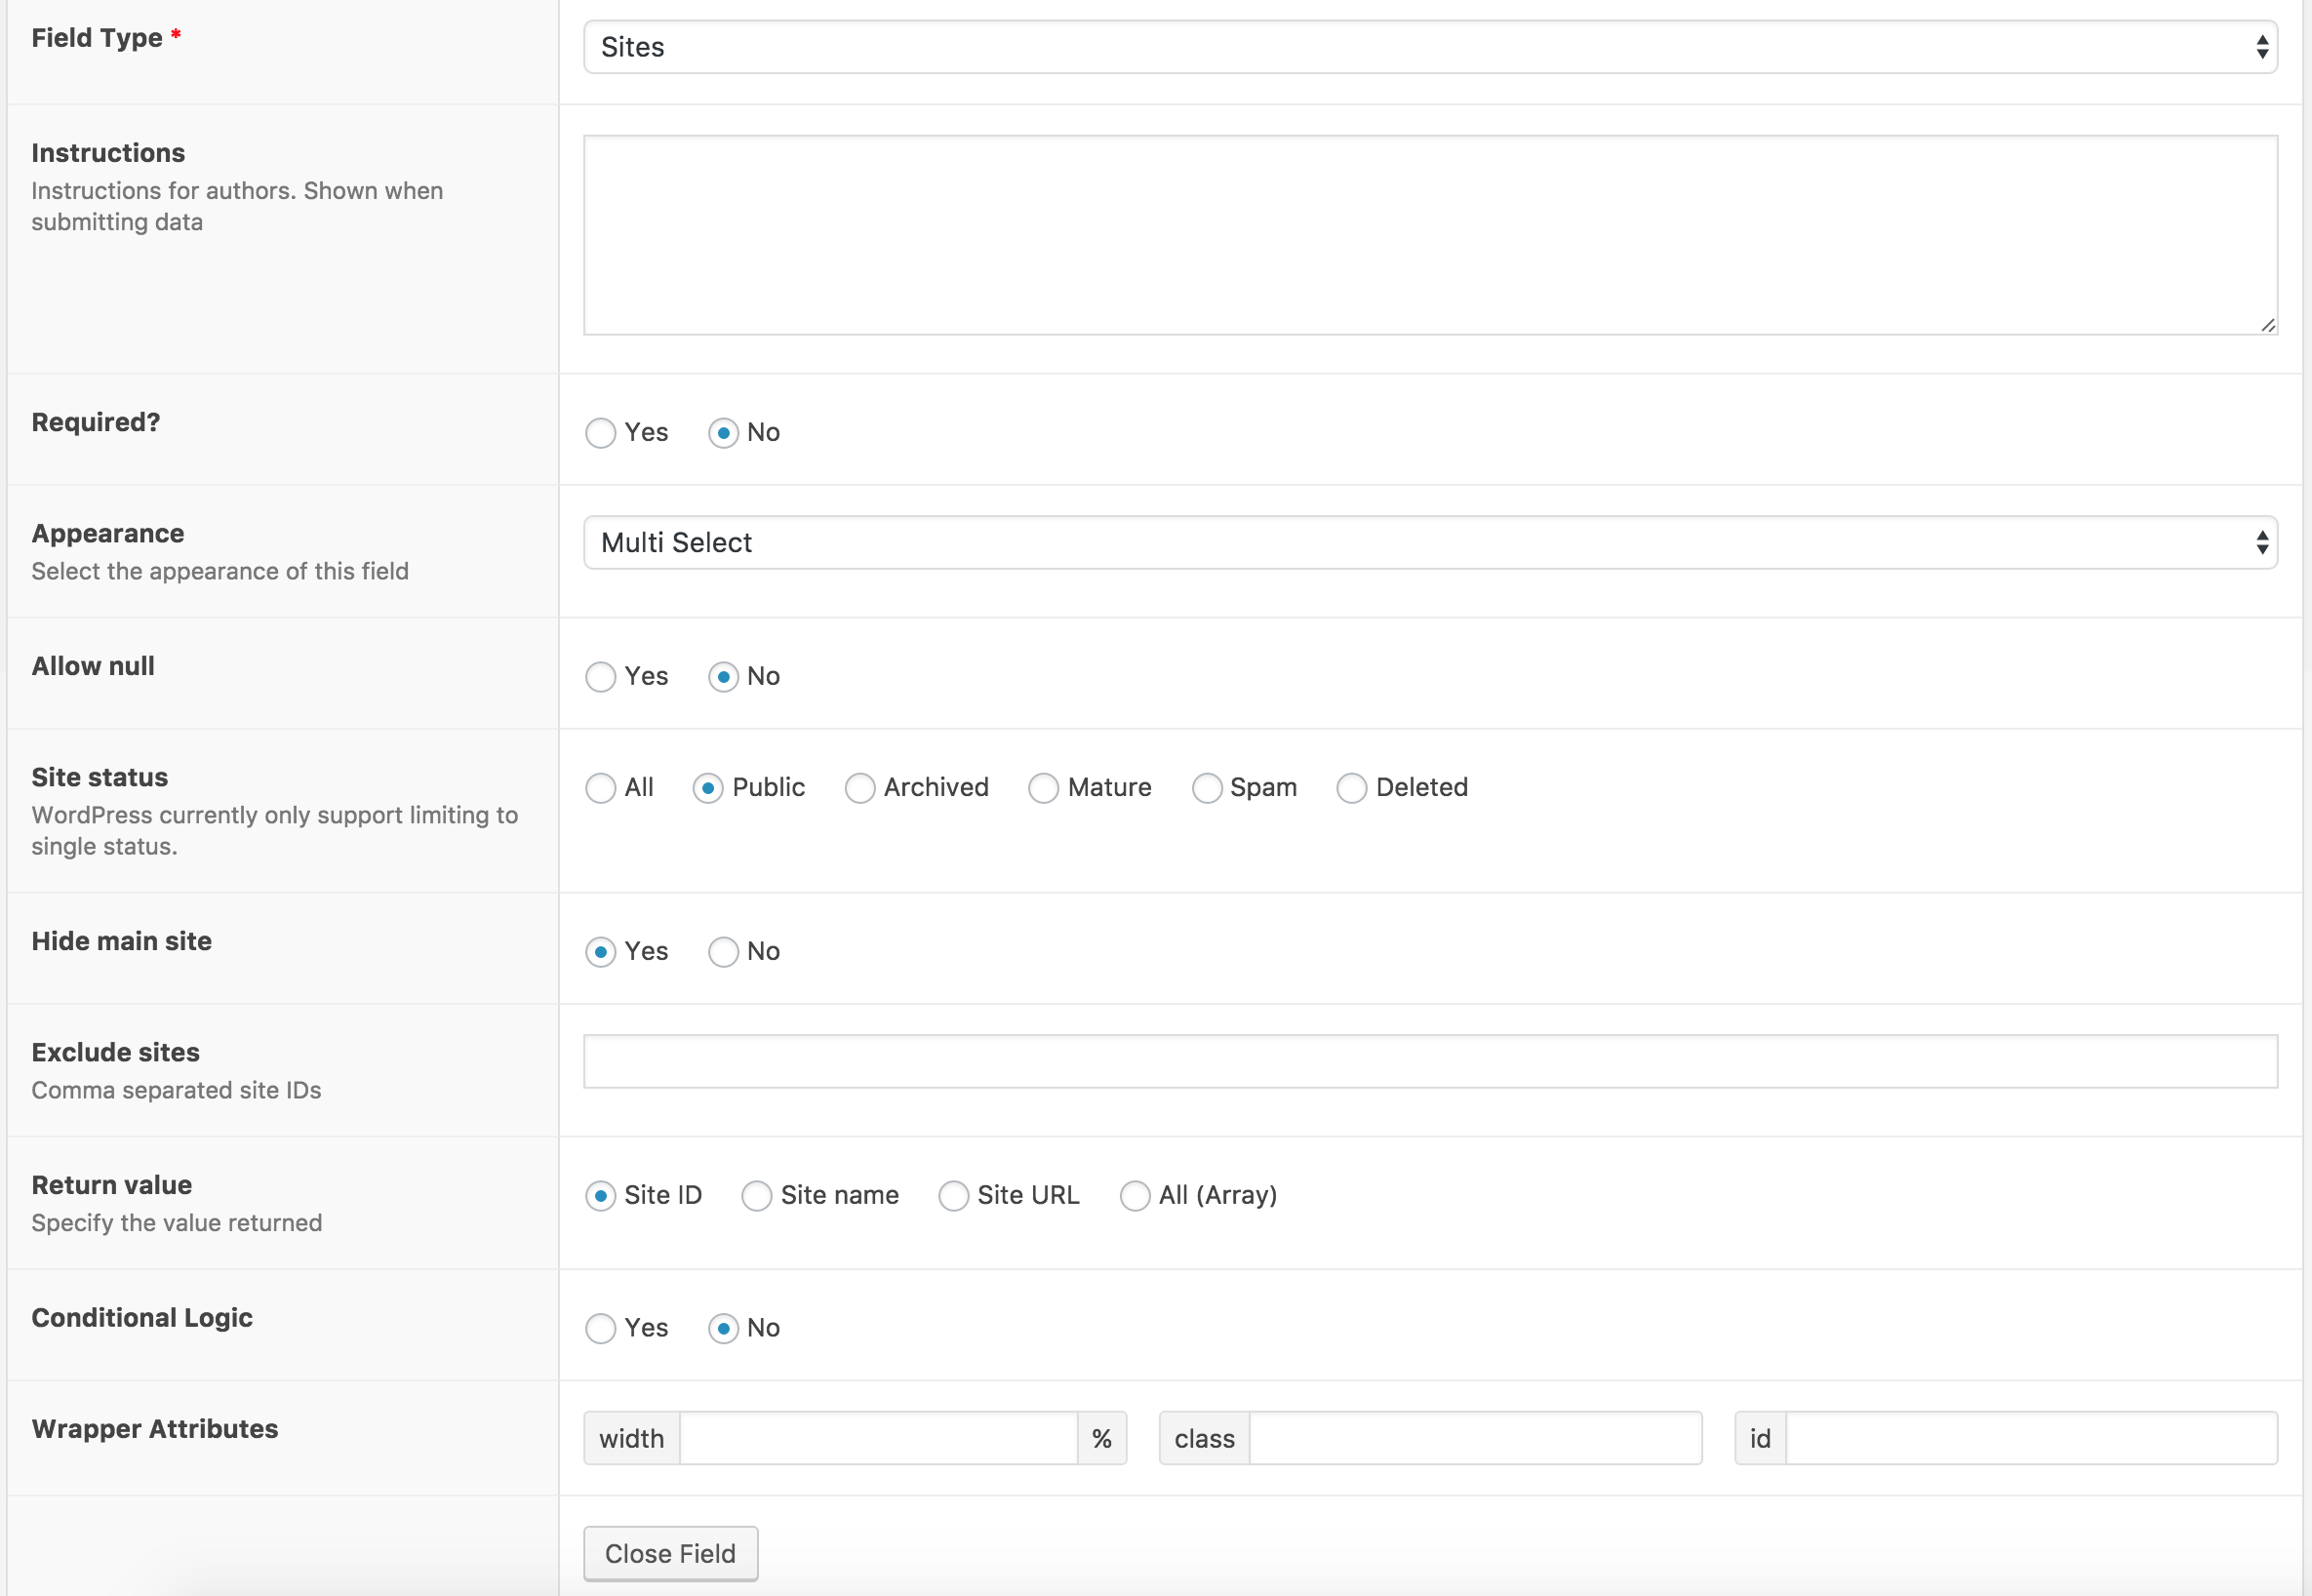 Field Type *
Sites
Instructions
Instructions for authors. Shown when
submitting data
Required?
Yes No
Appearance
Select the appearance of this field
Multi Select
Allow null
Yes No
Site status
WordPress currently only support limiting to
single status.
All Public Archived Mature Spam Deleted
Hide main site
Yes No
Exclude sites
Comma separated site IDs
Return value
Specify the value returned
Site ID Site name Site URL All (Array)
Conditional Logic
Yes No
Wrapper Attributes
width % class id
Close Field